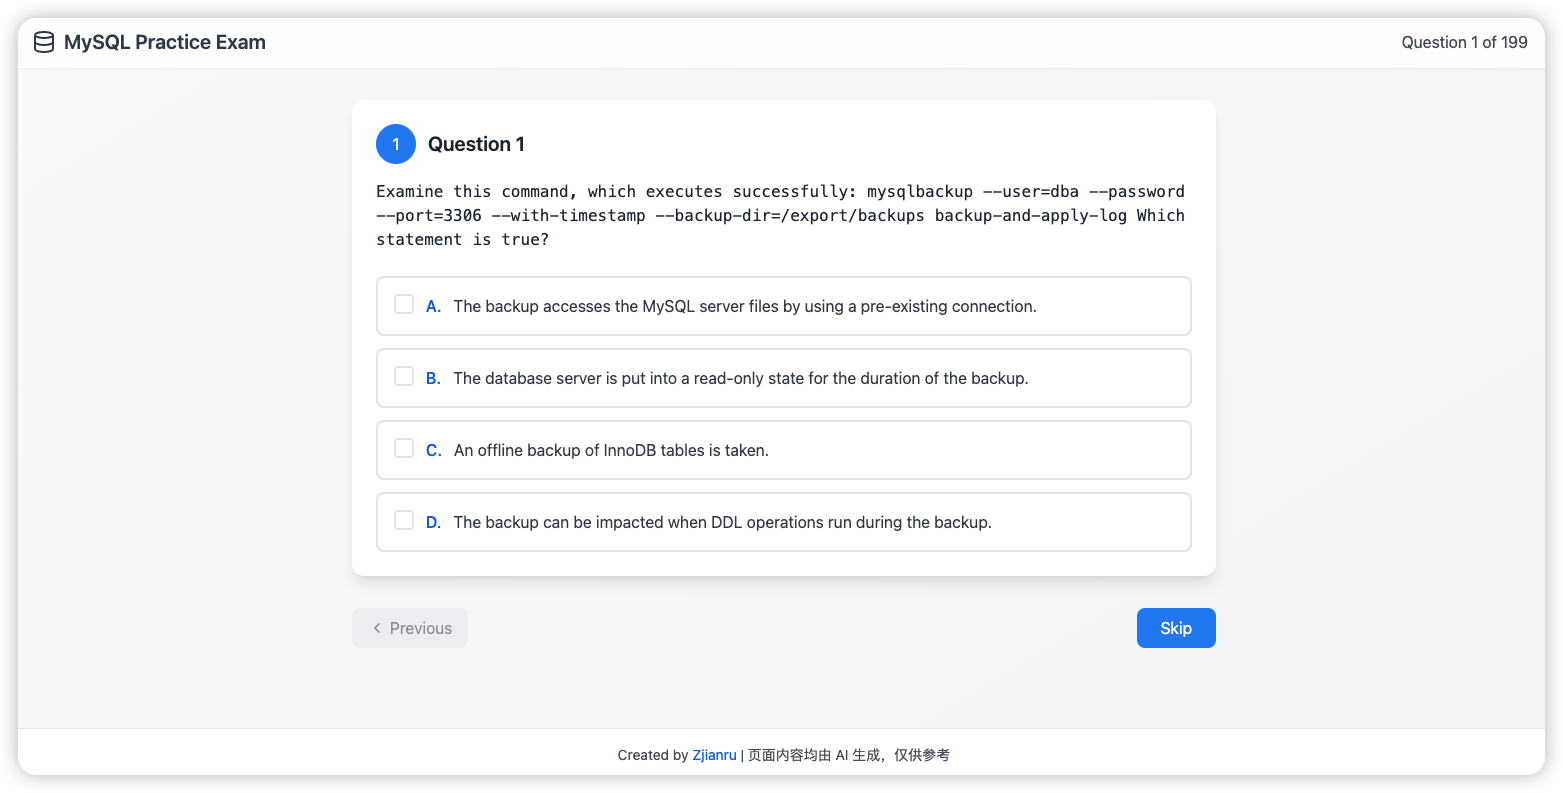 MySQL Practice Exam
Question 1 of 199
1
Question 1
Examine this command, which executes successfully: mysqlbackup --user=dba --password
--port=3306 --with-timestamp --backup-dir=/export/backups backup-and-apply-log Which
statement is true?
A. The backup accesses the MySQL server files by using a pre-existing connection.
B. The database server is put into a read-only state for the duration of the backup.
C. An offline backup of InnoDB tables is taken.
D. The backup can be impacted when DDL operations run during the backup.
Previous
Skip
Created by Zjianru | 页面内容均由 AI 生成，仅供参考